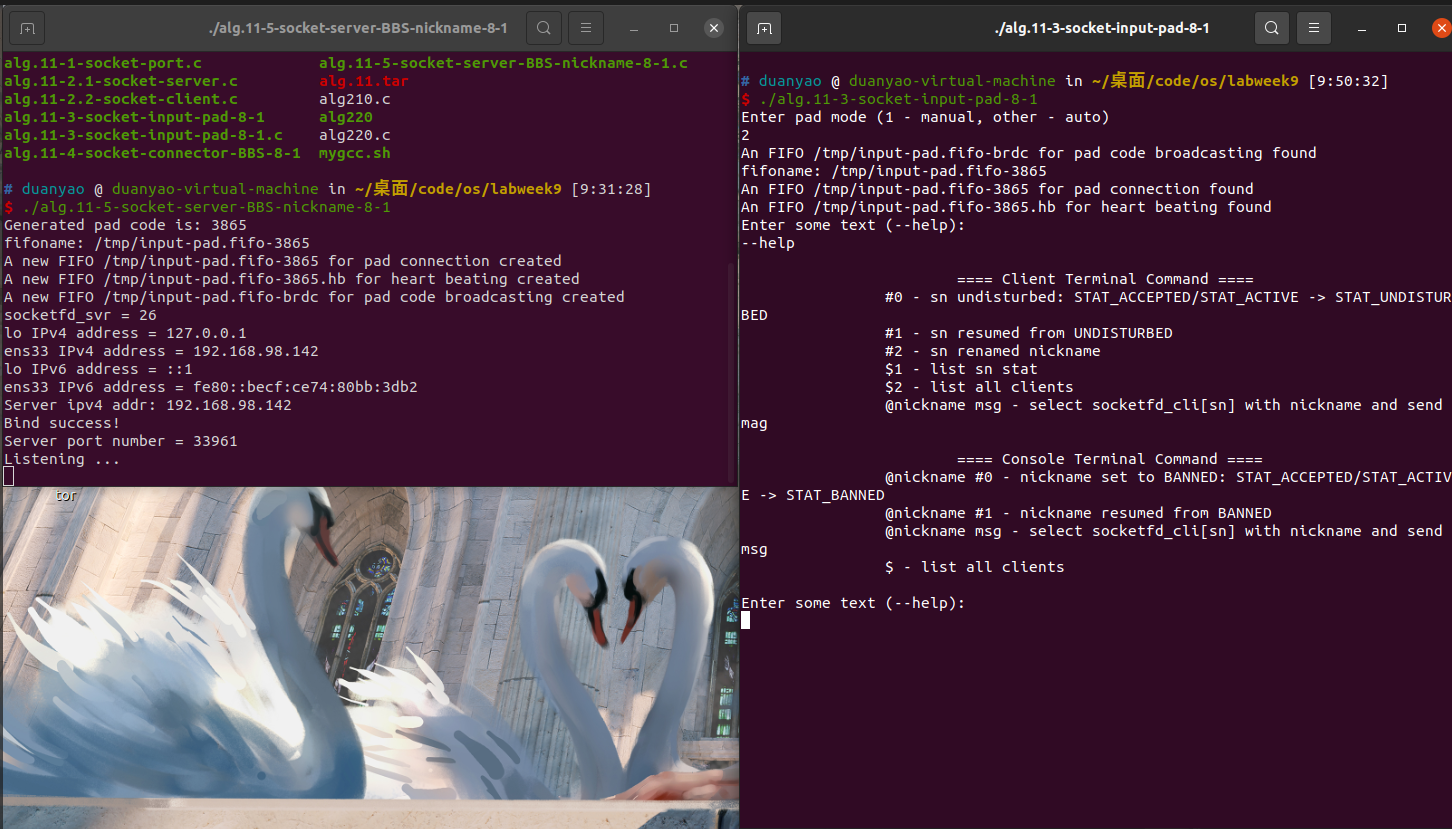 ./alg.11-5-socket-server-BBS-nickname-8-1
alg.11-1-socket-port.c alg.11-5-socket-server-BBS-nickname-8-1.c
alg.11-2.1-socket-server.c alg.11.tar
alg.11-2.2-socket-client.c alg210.c
alg.11-3-socket-input-pad-8-1 alg220
alg.11-3-socket-input-pad-8-1.c alg220.c
alg.11-4-socket-connector-BBS-8-1 mygcc.sh
# duanyao @ duanyao-virtual-machine in ~/桌面/code/os/labweek9 [9:31:28]
$ ./alg.11-5-socket-server-BBS-nickname-8-1
Generated pad code is: 3865
fifoname: /tmp/input-pad.fifo-3865
A new FIFO /tmp/input-pad.fifo-3865 for pad connection created
A new FIFO /tmp/input-pad.fifo-3865.hb for heart beating created
A new FIFO /tmp/input-pad.fifo-brdc for pad code broadcasting created
socketfd_svr = 26
lo IPv4 address = 127.0.0.1
ens33 IPv4 address = 192.168.98.142
lo IPv6 address = ::1
ens33 IPv6 address = fe80::becf:ce74:80bb:3db2
Server ipv4 addr: 192.168.98.142
Bind success!
Server port number = 33961
Listening ...
tor
./alg.11-3-socket-input-pad-8-1
# duanyao @ duanyao-virtual-machine in ~/桌面/code/os/labweek9 [9:50:32]
$ ./alg.11-3-socket-input-pad-8-1
Enter pad mode (1 - manual, other - auto)
2
An FIFO /tmp/input-pad.fifo-brdc for pad code broadcasting found
fifoname: /tmp/input-pad.fifo-3865
An FIFO /tmp/input-pad.fifo-3865 for pad connection found
An FIFO /tmp/input-pad.fifo-3865.hb for heart beating found
Enter some text (--help):
--help
==== Client Terminal Command ====
#0 - sn undisturbed: STAT_ACCEPTED/STAT_ACTIVE -> STAT_UNDISTUR
BED
#1 - sn resumed from UNDISTURBED
#2 - sn renamed nickname
$1 - list sn stat
$2 - list all clients
@nickname msg - select socketfd_cli[sn] with nickname and send
mag
==== Console Terminal Command ====
@nickname #0 - nickname set to BANNED: STAT_ACCEPTED/STAT_ACTIV
E -> STAT_BANNED
@nickname #1 - nickname resumed from BANNED
@nickname msg - select socketfd_cli[sn] with nickname and send
msg
$ - list all clients
Enter some text (--help):